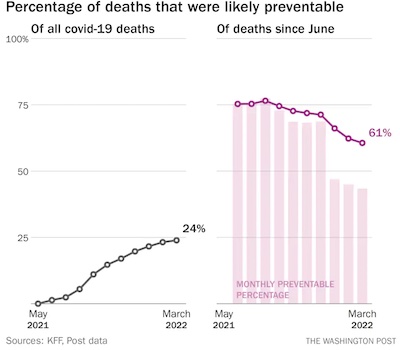 Percentage of deaths that were likely preventable
Of all covid-19 deaths
Of deaths since June
100%
75
50
25
24%
61%
MONTHLY PREVENTABLE
PERCENTAGE
May
2021
March
2022
May
2021
March
2022
Sources: KFF, Post data
THE WASHINGTON POST